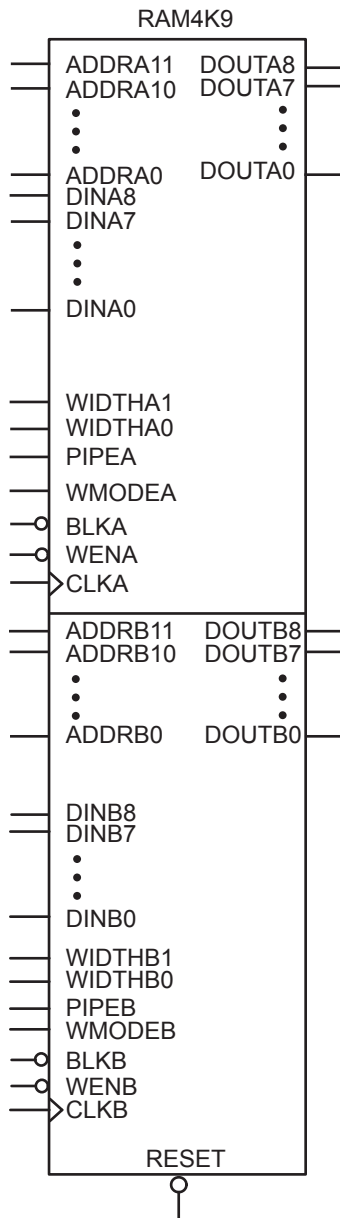 RAM4K9
ADDRA11 DOUTA8
ADDRA10 DOUTA7
ADDRA0 DOUTA0
DINA8
DINA7
DINA0
WIDTHA1
WIDTHA0
PIPEA
WMODEA
BLKA
WENA
CLKA
ADDRB11 DOUTB8
ADDRB10 DOUTB7
ADDRB0 DOUTB0
DINB8
DINB7
DINB0
WIDTHB1
WIDTHB0
PIPEB
WMODEB
BLKB
WENB
CLKB
RESET